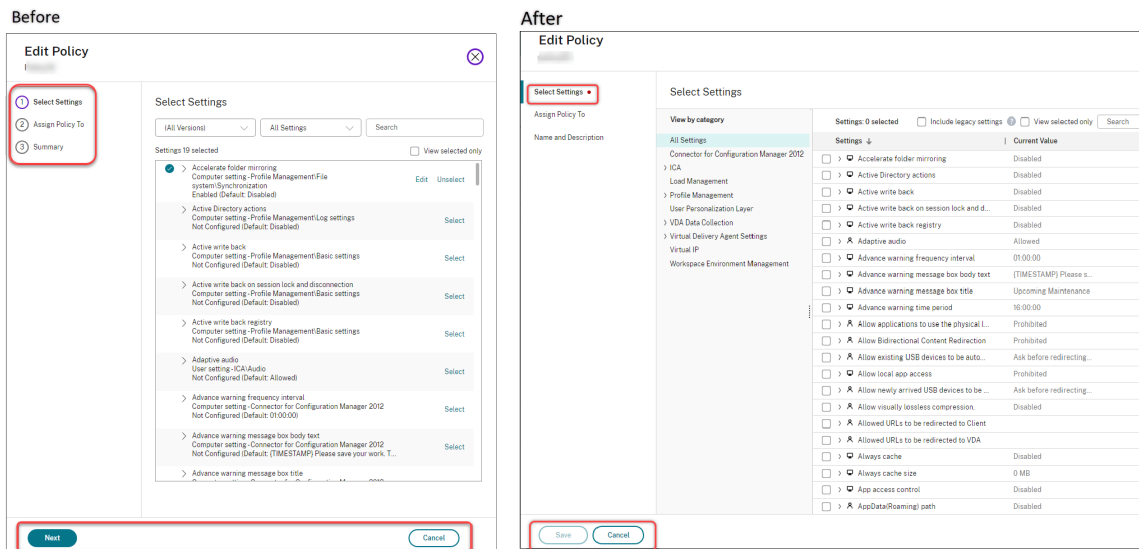 Before
Edit Policy
1 Select Settings
2 Assign Policy To
3 Summary
Select Settings
(All Versions)
All Settings
Search
Settings 19 selected
View selected only
Accelerate folder mirroring
Computer setting - Profile Management\File
system\Synchronization
Enabled (Default: Disabled)
Edit Unselect
Active Directory actions
Computer setting - Profile Management\Log settings
Not Configured (Default: Disabled)
Select
Active write back
Computer setting - Profile Management\Basic settings
Not Configured (Default: Disabled)
Select
Active write back on session lock and disconnection
Computer setting - Profile Management\Basic settings
Not Configured (Default: Disabled)
Select
Active write back registry
Computer setting - Profile Management\Basic settings
Not Configured (Default: Disabled)
Select
Adaptive audio
User setting - ICA\Audio
Not Configured (Default: Allowed)
Select
Advance warning frequency interval
Computer setting - Connector for Configuration Manager 2012
Not Configured (Default: 01:00:00)
Select
Advance warning message box body text
Computer setting - Connector for Configuration Manager 2012
Not Configured (Default: {TIMESTAMP} Please save your work. T...
Select
Advance warning message box title
Next
Cancel
After
Edit Policy
Select Settings
Assign Policy To
Name and Description
Select Settings
View by category
All Settings
Connector for Configuration Manager 2012
ICA
Load Management
Profile Management
User Personalization Layer
VDA Data Collection
Virtual Delivery Agent Settings
Virtual IP
Workspace Environment Management
Settings: 0 selected
Include legacy settings
View selected only
Search
Settings ↓ Current Value
Accelerate folder mirroring Disabled
Active Directory actions Disabled
Active write back Disabled
Active write back on session lock and d... Disabled
Active write back registry Disabled
Adaptive audio Allowed
Advance warning frequency interval 01:00:00
Advance warning message box body text {TIMESTAMP} Please s...
Advance warning message box title Upcoming Maintenance
Advance warning time period 16:00:00
Allow applications to use the physical l... Prohibited
Allow Bidirectional Content Redirection Prohibited
Allow existing USB devices to be auto... Ask before redirecting...
Allow local app access Prohibited
Allow newly arrived USB devices to be ... Ask before redirecting...
Allow visually lossless compression. Disabled
Allowed URLs to be redirected to Client
Allowed URLs to be redirected to VDA
Always cache Disabled
Always cache size 0 MB
App access control Disabled
AppData(Roaming) path Disabled
Save
Cancel